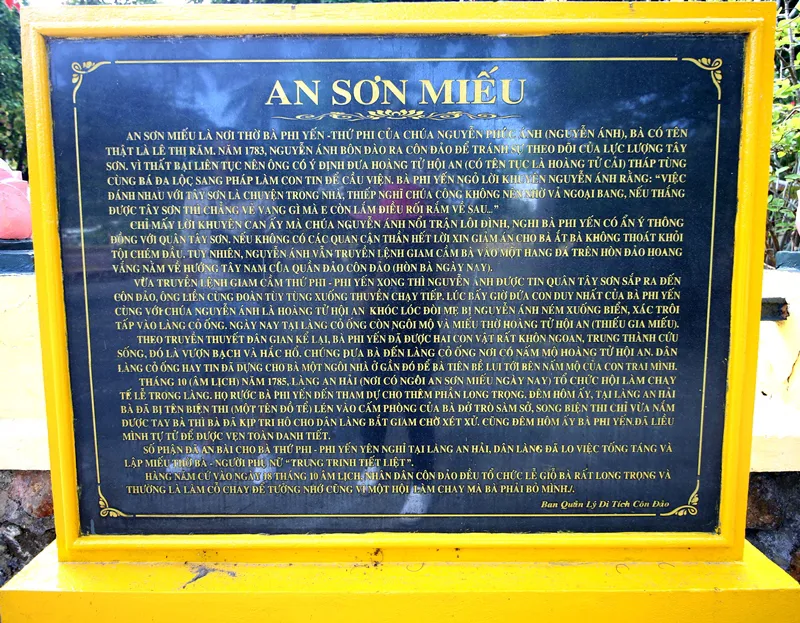 AN SƠN MIẾU
AN SƠN MIẾU LÀ NƠI THỜ BÀ PHI YẾN -THỨ PHI CỦA CHÚA NGUYỄN PHÚC ÁNH (NGUYỄN ÁNH), BÀ CÓ TÊN
THẬT LÀ LÊ THỊ RĂM. NĂM 1783, NGUYỄN ÁNH BÔN ĐÀO RA CÔN ĐẢO ĐỂ TRÁNH SỰ THEO DÕI CỦA LỰC LƯỢNG TÂY
SƠN. VÌ THẤT BẠI LIÊN TỤC NÊN ÔNG CÓ Ý ĐỊNH ĐƯA HOÀNG TỬ HỘI AN (CÓ TÊN TỤC LÀ HOÀNG TỬ CẢI) THÁP TÙNG
CÙNG BÁ ĐA LỘC SANG PHÁP LÀM CON TIN ĐỂ CẦU VIỆN. BÀ PHI YẾN NGỎ LỜI KHUYÊN NGUYỄN ÁNH RẰNG: “VIỆC
ĐÁNH NHAU VỚI TÂY SƠN LÀ CHUYỆN TRONG NHÀ, THIẾP NGHĨ CHÚA CÔNG KHÔNG NÊN NHỜ VẢ NGOẠI BANG, NẾU THẮNG
ĐƯỢC TÂY SƠN THÌ CHẲNG VẺ VANG GÌ MÀ E CÒN LẮM ĐIỀU RỐI RẮM VỀ SAU..”
CHỈ MẤY LỜI KHUYÊN CAN ẤY MÀ CHÚA NGUYỄN ÁNH NỔI TRẬN LÔI ĐÌNH, NGHI BÀ PHI YẾN CÓ ẨN Ý THÔNG
ĐỒNG VỚI QUÂN TÂY SƠN. NẾU KHÔNG CÓ CÁC QUAN CẬN THẦN HẾT LỜI XIN GIẢM ÁN CHO BÀ ẮT BÀ KHÔNG THOÁT KHỎI
TỘI CHÉM ĐẦU. TUY NHIÊN, NGUYỄN ÁNH VẪN TRUYỀN LỆNH GIAM CẦM BÀ VÀO MỘT HANG ĐÁ TRÊN HÒN ĐẢO HOANG
VẮNG NẰM VỀ HƯỚNG TÂY NAM CỦA QUẦN ĐẢO CÔN ĐẢO (HÒN BÀ NGÀY NAY).
VỪA TRUYỀN LỆNH GIAM CẦM THỨ PHI - PHI YẾN XONG THÌ NGUYỄN ÁNH ĐƯỢC TIN QUÂN TÂY SƠN SẮP RA ĐẾN
CÔN ĐẢO, ÔNG LIỀN CÙNG ĐOÀN TÙY TÙNG XUỐNG THUYỀN CHẠY TIẾP. LÚC BẤY GIỜ ĐỨA CON DUY NHẤT CỦA BÀ PHI YẾN
CÙNG VỚI CHÚA NGUYỄN ÁNH LÀ HOÀNG TỬ HỘI AN KHÓC LÓC ĐÒI MẸ BỊ NGUYỄN ÁNH NÉM XUỐNG BIỂN, XÁC TRÔI
TẤP VÀO LÀNG CỎ ỐNG. NGÀY NAY TẠI LÀNG CỎ ỐNG CÒN NGÔI MỘ VÀ MIẾU THỜ HOÀNG TỬ HỘI AN (THIẾU GIA MIẾU).
THEO TRUYỀN THUYẾT DÂN GIAN KỂ LẠI, BÀ PHI YẾN ĐÃ ĐƯỢC HAI CON VẬT RẤT KHÔN NGOAN, TRUNG THÀNH CỨU
SỐNG, ĐÓ LÀ VƯỢN BẠCH VÀ HẮC HỔ. CHÚNG ĐƯA BÀ ĐẾN LÀNG CỎ ỐNG NƠI CÓ NẤM MỘ HOÀNG TỬ HỘI AN. DÂN
LÀNG CỎ ỐNG HAY TIN ĐÃ DỰNG CHO BÀ MỘT NGÔI NHÀ Ở GẦN ĐÓ ĐỂ BÀ TIỆN BỀ LUI TỚI BÊN NẤM MỘ CỦA CON TRAI MÌNH.
THÁNG 10 (ÂM LỊCH) NĂM 1785, LÀNG AN HẢI (NƠI CÓ NGÔI AN SƠN MIẾU NGÀY NAY) TỔ CHỨC HỘI LÀM CHAY
TẾ LỄ TRONG LÀNG. HỌ RƯỚC BÀ PHI YẾN ĐẾN THAM DỰ CHO THÊM PHẦN LONG TRỌNG. ĐÊM HÔM ẤY, TẠI LÀNG AN HẢI
BÀ ĐÃ BỊ TÊN BIỆN THI (MỘT TÊN ĐỒ TỂ) LẺN VÀO CẤM PHÒNG CỦA BÀ DỞ TRÒ SÀM SỠ, SONG BIỆN THI CHỈ VỪA NẮM
ĐƯỢC TAY BÀ THÌ BÀ ĐÃ KỊP TRI HÔ CHO DÂN LÀNG BẮT GIAM CHỜ XÉT XỬ. CŨNG ĐÊM HÔM ẤY BÀ PHI YẾN ĐÃ LIỀU
MÌNH TỰ TỬ ĐỂ ĐƯỢC VẸN TOÀN DANH TIẾT.
SỐ PHẬN ĐÃ AN BÀI CHO BÀ THỨ PHI - PHI YẾN YÊN NGHỈ TẠI LÀNG AN HẢI, DÂN LÀNG ĐÃ LO VIỆC TỐNG TÁNG VÀ
LẬP MIẾU THỜ BÀ - NGƯỜI PHỤ NỮ “TRUNG TRINH TIẾT LIỆT”.
HÀNG NĂM CỨ VÀO NGÀY 18 THÁNG 10 ÂM LỊCH, NHÂN DÂN CÔN ĐẢO ĐỀU TỔ CHỨC LỄ GIỖ BÀ RẤT LONG TRỌNG VÀ
THƯỜNG LÀ LÀM CỖ CHAY ĐỂ TƯỞNG NHỚ CŨNG VÌ MỘT HỘI LÀM CHAY MÀ BÀ PHẢI BỎ MÌNH./.
Ban Quản Lý Di Tích Côn Đảo